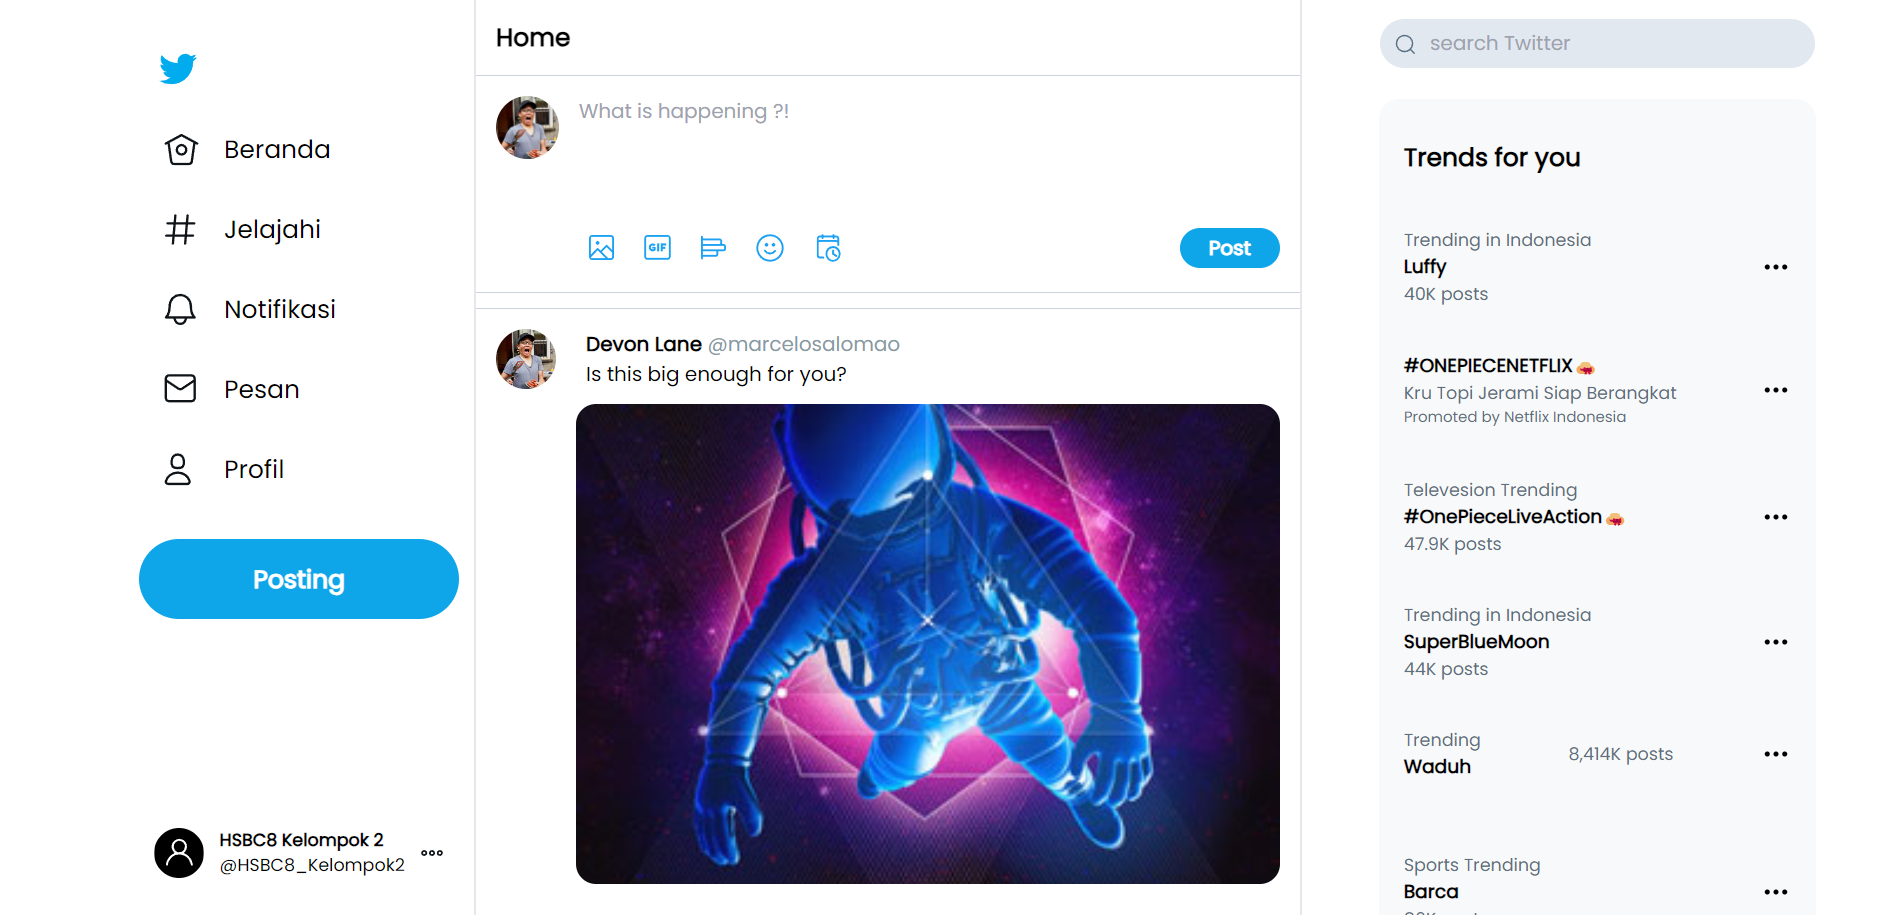 Beranda
Jelajahi
Notifikasi
Pesan
Profil
Posting
HSBC8 Kelompok 2
@HSBC8_Kelompok2
Home
What is happening ?!
GIF
Post
Devon Lane @marcelosalomao
Is this big enough for you?
search Twitter
Trends for you
Trending in Indonesia
Luffy
40K posts
#ONEPIECENETFLIX
Kru Topi Jerami Siap Berangkat
Promoted by Netflix Indonesia
Televesion Trending
#OnePieceLiveAction
47.9K posts
Trending in Indonesia
SuperBlueMoon
44K posts
Trending
Waduh
8,414K posts
Sports Trending
Barca